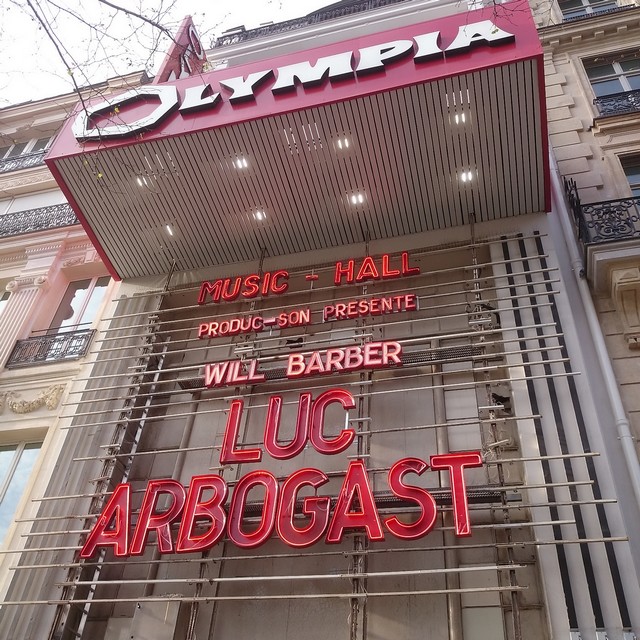 OLYMPIA
MUSIC - HALL
PRODUC-SON PRESENTE
WILL BARBER
LUC
ARBOGAST